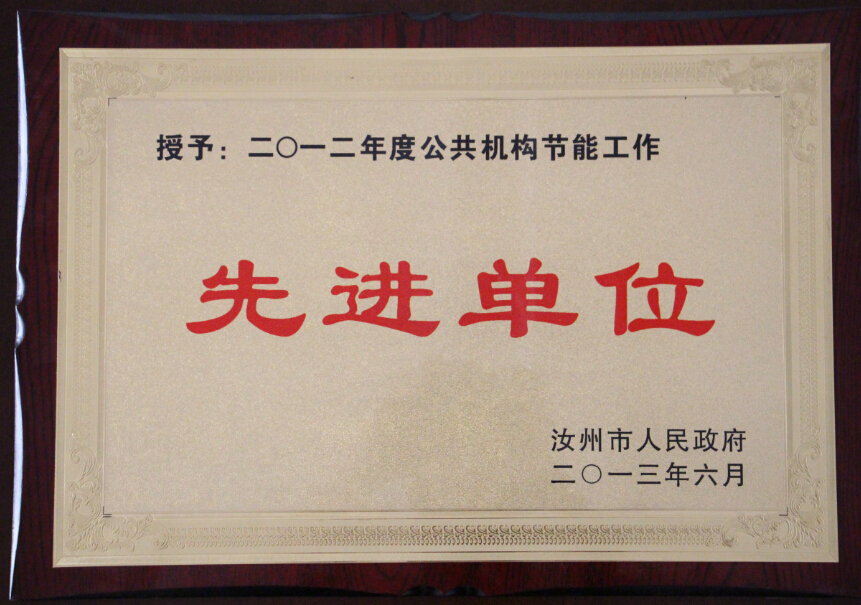 授予：二〇一二年度公共机构节能工作
先进单位
汝州市人民政府
二〇一三年六月